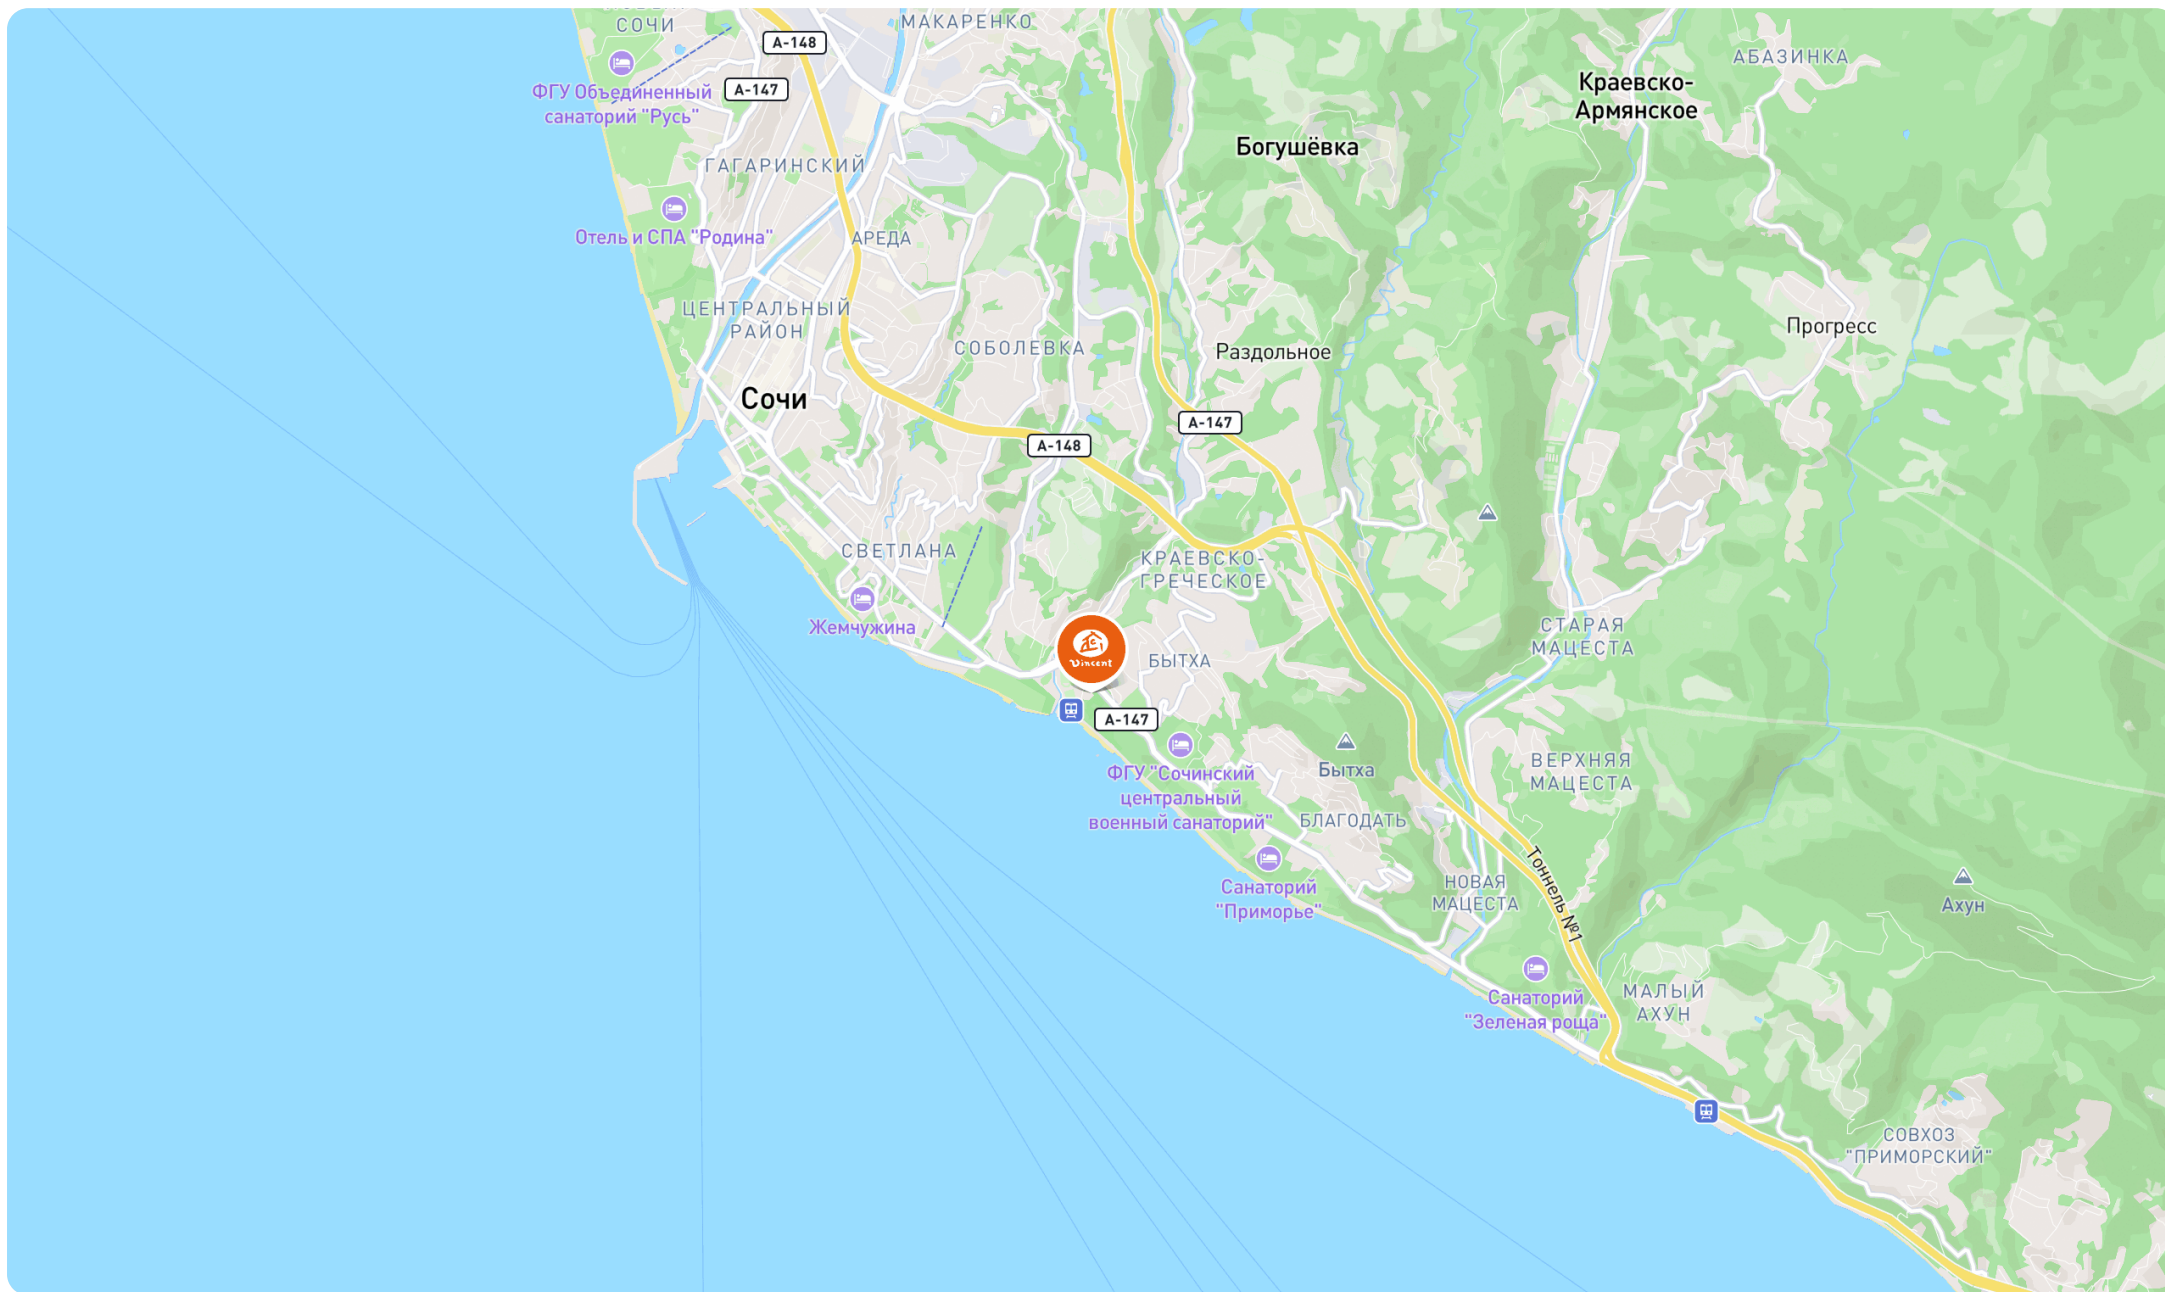 СОЧИ
МАКАРЕНКО
А-148
АБАЗИНКА
ФГУ Объединенный
санаторий "Русь"
А-147
Краевско-
Армянское
Богушёвка
ГАГАРИНСКИЙ
Отель и СПА "Родина"
АРЕДА
ЦЕНТРАЛЬНЫЙ
РАЙОН
СОБОЛЕВКА
Раздольное
Прогресс
Сочи
А-147
А-148
СВЕТЛАНА
КРАЕВСКО-
ГРЕЧЕСКОЕ
Жемчужина
Vincent
БЫТХА
СТАРАЯ
МАЦЕСТА
А-147
ФГУ "Сочинский
центральный
военный санаторий"
Бытха
ВЕРХНЯЯ
МАЦЕСТА
БЛАГОДАТЬ
Санаторий
"Приморье"
НОВАЯ
МАЦЕСТА
Тоннель №1
Ахун
Санаторий
"Зеленая роща"
МАЛЫЙ
АХУН
СОВХОЗ
"ПРИМОРСКИЙ"